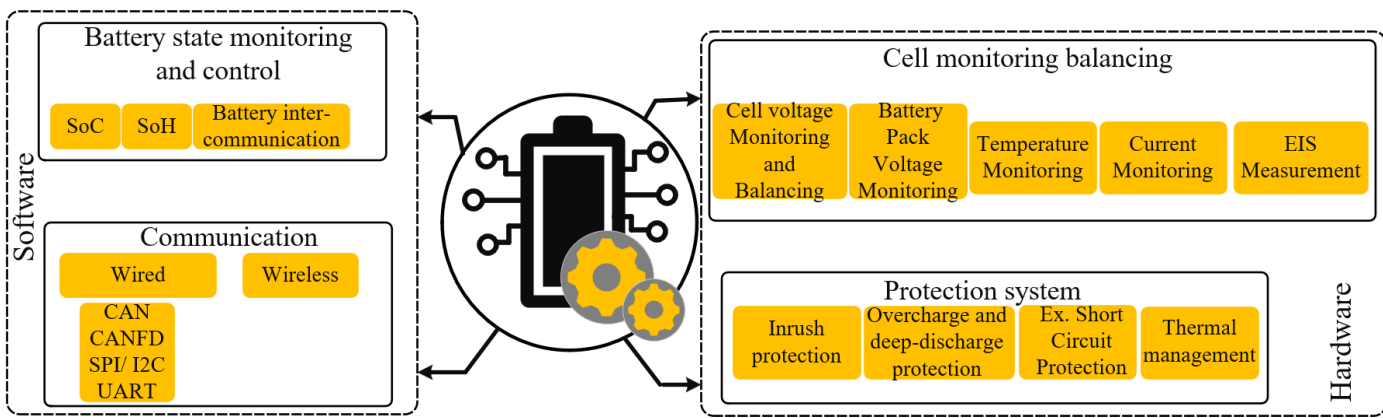 Software
Battery state monitoring
and control
SoC
SoH
Battery inter-
communication
Communication
Wired
Wireless
CAN
CANFD
SPI/ I2C
UART
Cell monitoring balancing
Cell voltage
Monitoring
and
Balancing
Battery
Pack
Voltage
Monitoring
Temperature
Monitoring
Current
Monitoring
EIS
Measurement
Protection system
Inrush
protection
Overcharge and
deep-discharge
protection
Ex. Short
Circuit
Protection
Thermal
management
Hardware